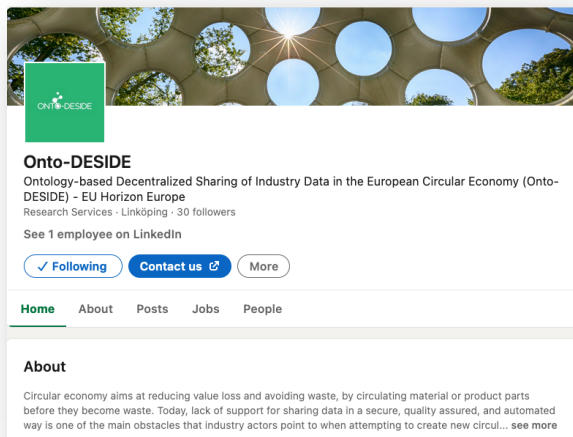 ONTO-DESIDE
Onto-DESIDE
Ontology-based Decentralized Sharing of Industry Data in the European Circular Economy (Onto-
DESIDE) - EU Horizon Europe
Research Services · Linköping · 30 followers
See 1 employee on LinkedIn
✓ Following
Contact us
More
Home About Posts Jobs People
About
Circular economy aims at reducing value loss and avoiding waste, by circulating material or product parts
before they become waste. Today, lack of support for sharing data in a secure, quality assured, and automated
way is one of the main obstacles that industry actors point to when attempting to create new circul... see more